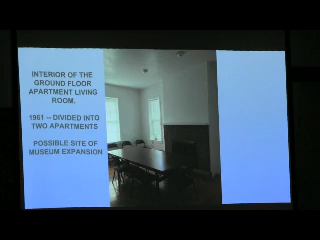 INTERIOR OF THE
GROUND FLOOR
APARTMENT LIVING
ROOM.
1961 -- DIVIDED INTO
TWO APARTMENTS
POSSIBLE SITE OF
MUSEUM EXPANSION